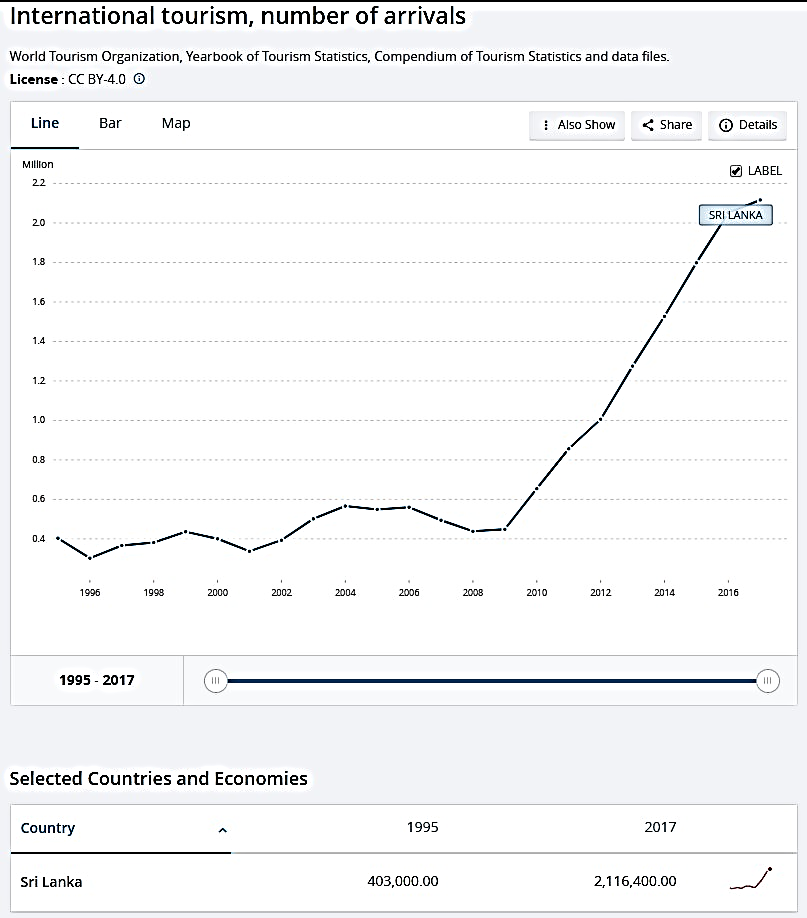 International tourism, number of arrivals
World Tourism Organization, Yearbook of Tourism Statistics, Compendium of Tourism Statistics and data files.
License : CC BY-4.0
Line Bar Map Also Show Share Details
Million
LABEL
2.2
SRI LANKA
2.0
1.8
1.6
1.4
1.2
1.0
0.8
0.6
0.4
1996 1998 2000 2002 2004 2006 2008 2010 2012 2014 2016
1995 - 2017
Selected Countries and Economies
Country 1995 2017
Sri Lanka 403,000.00 2,116,400.00